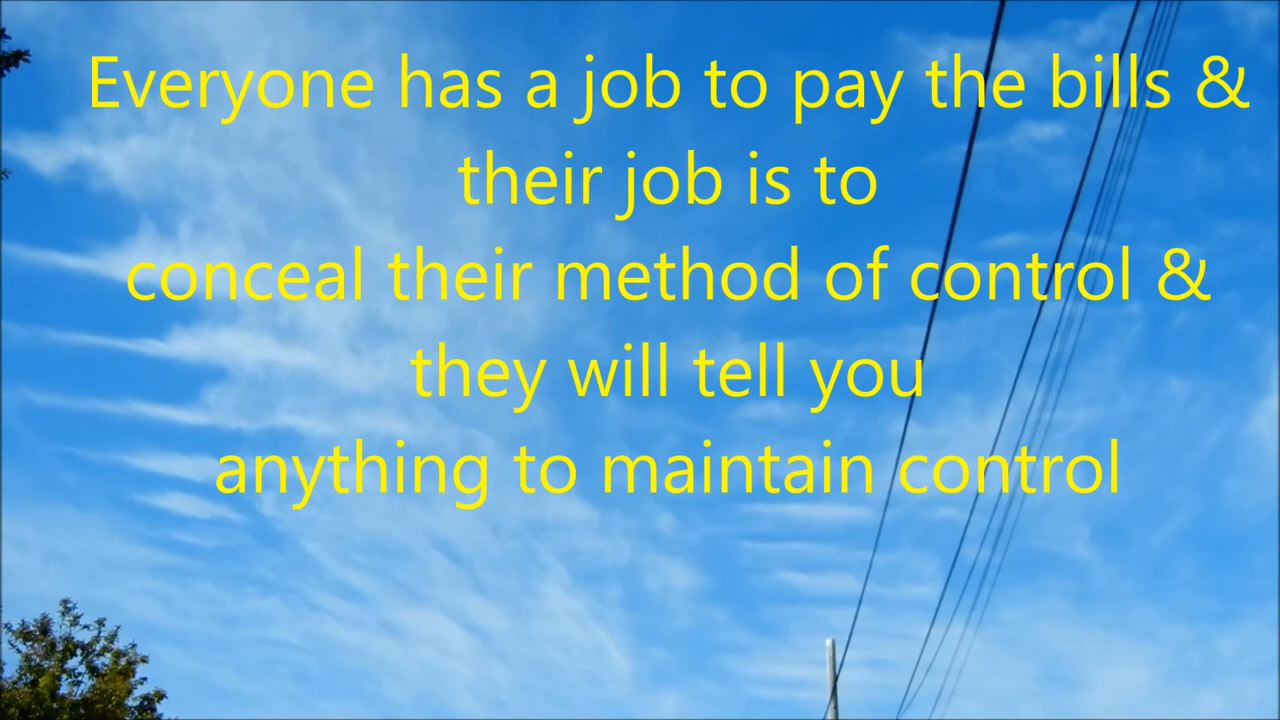 Everyone has a job to pay the bills &
their job is to
conceal their method of control &
they will tell you
anything to maintain control